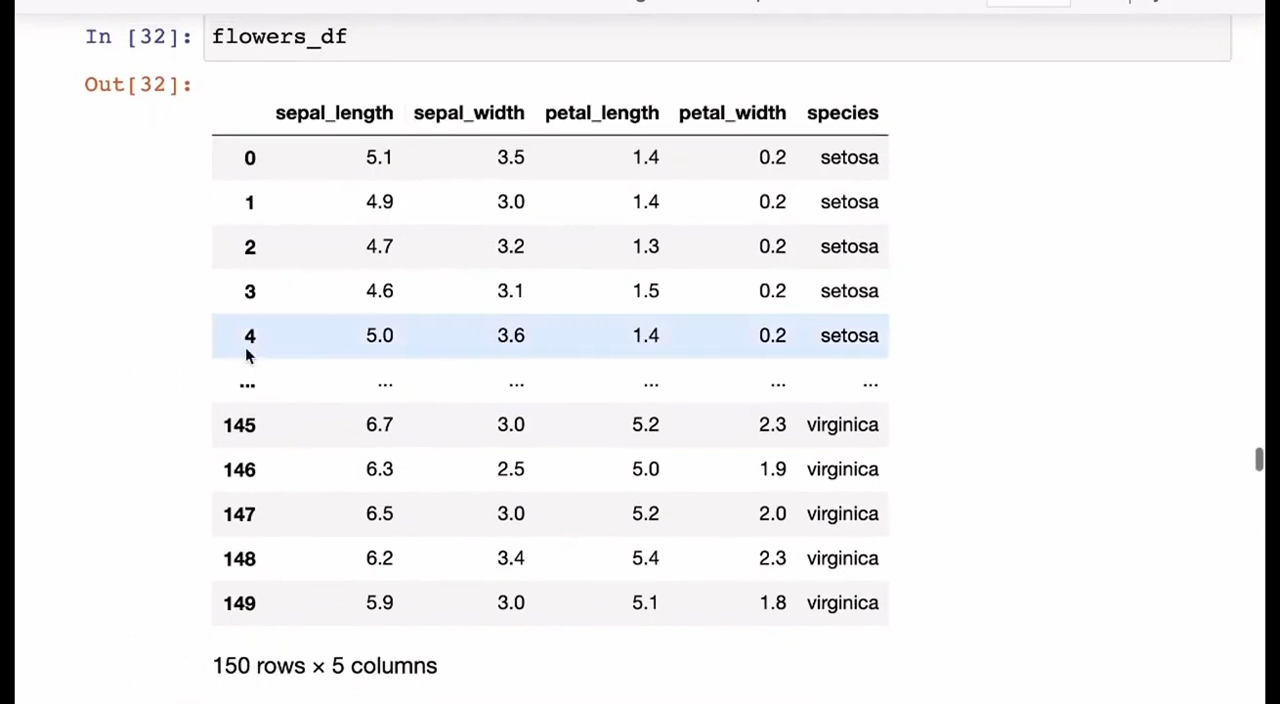 In [32]: flowers_df
Out[32]:
sepal_length sepal_width petal_length petal_width species
0 5.1 3.5 1.4 0.2 setosa
1 4.9 3.0 1.4 0.2 setosa
2 4.7 3.2 1.3 0.2 setosa
3 4.6 3.1 1.5 0.2 setosa
4 5.0 3.6 1.4 0.2 setosa
... ... ... ... ... ...
145 6.7 3.0 5.2 2.3 virginica
146 6.3 2.5 5.0 1.9 virginica
147 6.5 3.0 5.2 2.0 virginica
148 6.2 3.4 5.4 2.3 virginica
149 5.9 3.0 5.1 1.8 virginica
150 rows × 5 columns